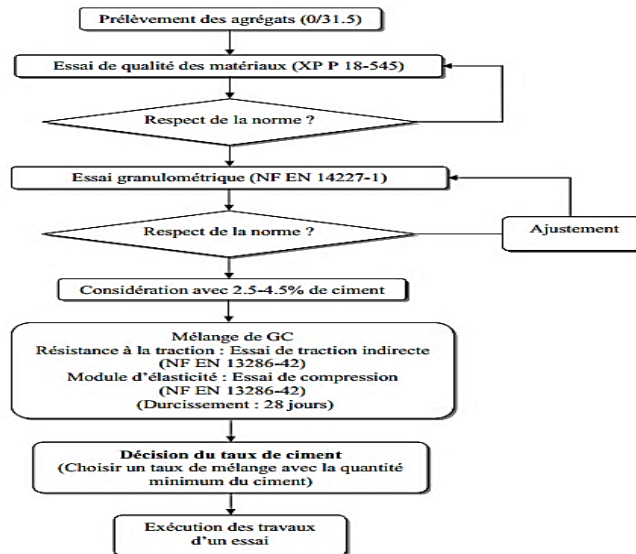 Prélèvement des agrégats (0/31.5)
Essai de qualité des matériaux (XP P 18-545)
Respect de la norme ?
Essai granulométrique (NF EN 14227-1)
Respect de la norme ?
Ajustement
Considération avec 2.5-4.5% de ciment
Mélange de GC
Résistance à la traction : Essai de traction indirecte
(NF EN 13286-42)
Module d'élasticité : Essai de compression
(NF EN 13286-42)
(Durcissement : 28 jours)
Décision du taux de ciment
(Choisir un taux de mélange avec la quantité
minimum du ciment)
Exécution des travaux
d'un essai